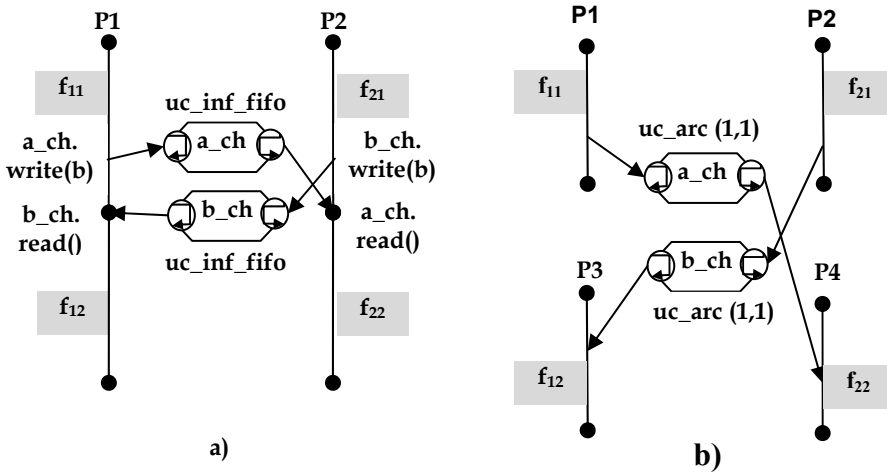 P1 P2
f11 f21
uc_inf_fifo
a_ch.
write(b)
a_ch
b_ch.
write(b)
b_ch.
read()
b_ch
a_ch.
read()
uc_inf_fifo
f12 f22
a)
P1 P2
f11 f21
uc_arc (1,1)
a_ch
P3 b_ch P4
uc_arc (1,1)
f12 f22
b)